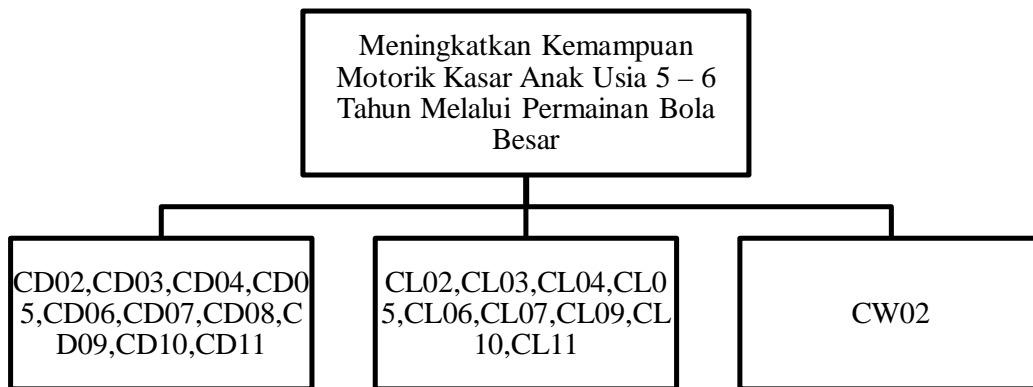 Meningkatkan Kemampuan
Motorik Kasar Anak Usia 5 – 6
Tahun Melalui Permainan Bola
Besar
CD02,CD03,CD04,CD0
5,CD06,CD07,CD08,C
D09,CD10,CD11
CL02,CL03,CL04,CL0
5,CL06,CL07,CL09,CL
10,CL11
CW02